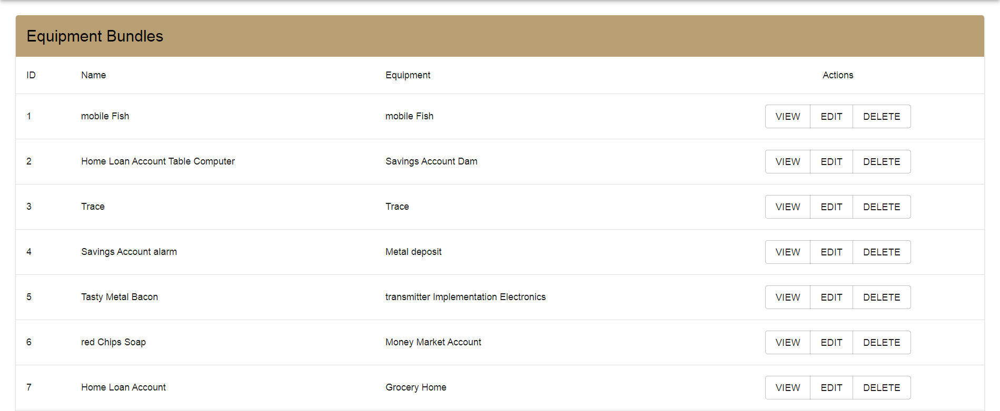 Equipment Bundles
ID Name Equipment Actions
1 mobile Fish mobile Fish VIEW EDIT DELETE
2 Home Loan Account Table Computer Savings Account Dam VIEW EDIT DELETE
3 Trace Trace VIEW EDIT DELETE
4 Savings Account alarm Metal deposit VIEW EDIT DELETE
5 Tasty Metal Bacon transmitter Implementation Electronics VIEW EDIT DELETE
6 red Chips Soap Money Market Account VIEW EDIT DELETE
7 Home Loan Account Grocery Home VIEW EDIT DELETE